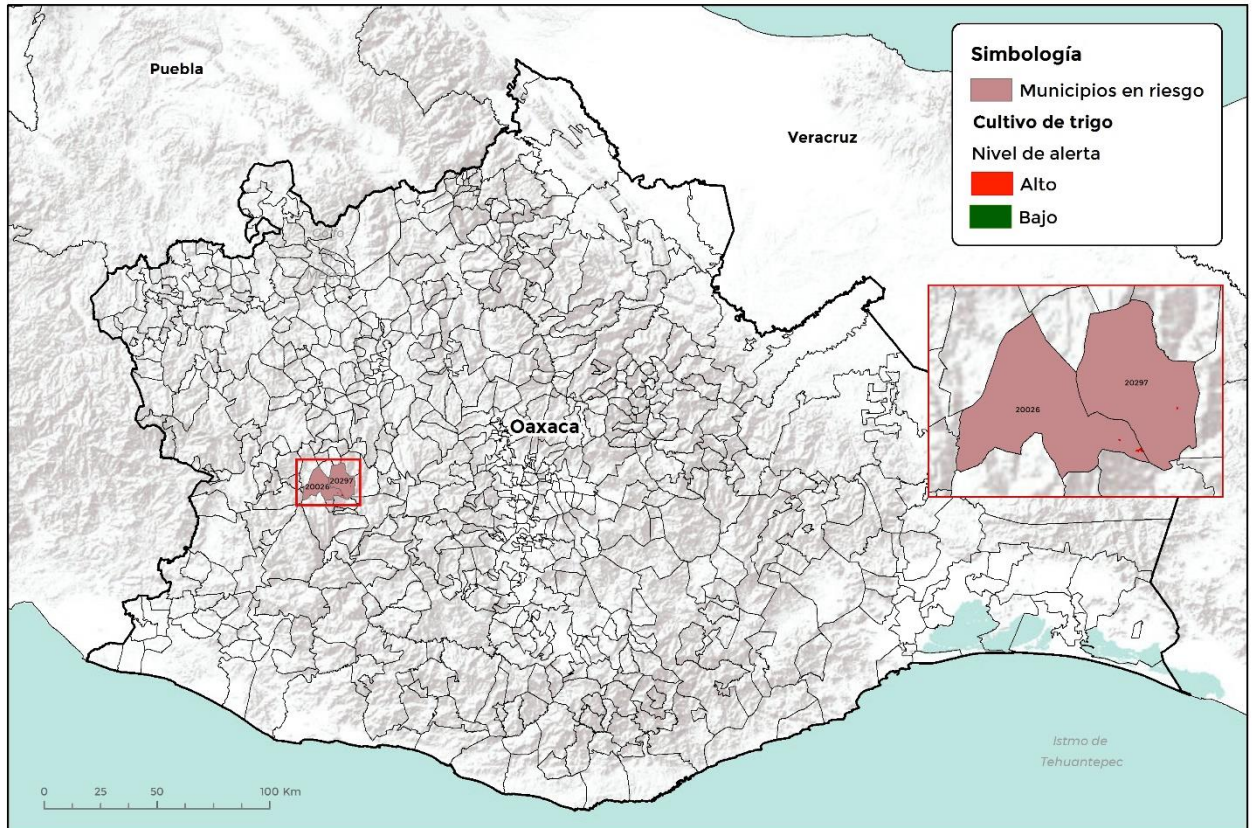 Puebla
Veracruz
Oaxaca
Simbología
Municipios en riesgo
Cultivo de trigo
Nivel de alerta
Alto
Bajo
20026
20297
20026
20297
Istmo de
Tehuantepec
0 25 50 100 Km